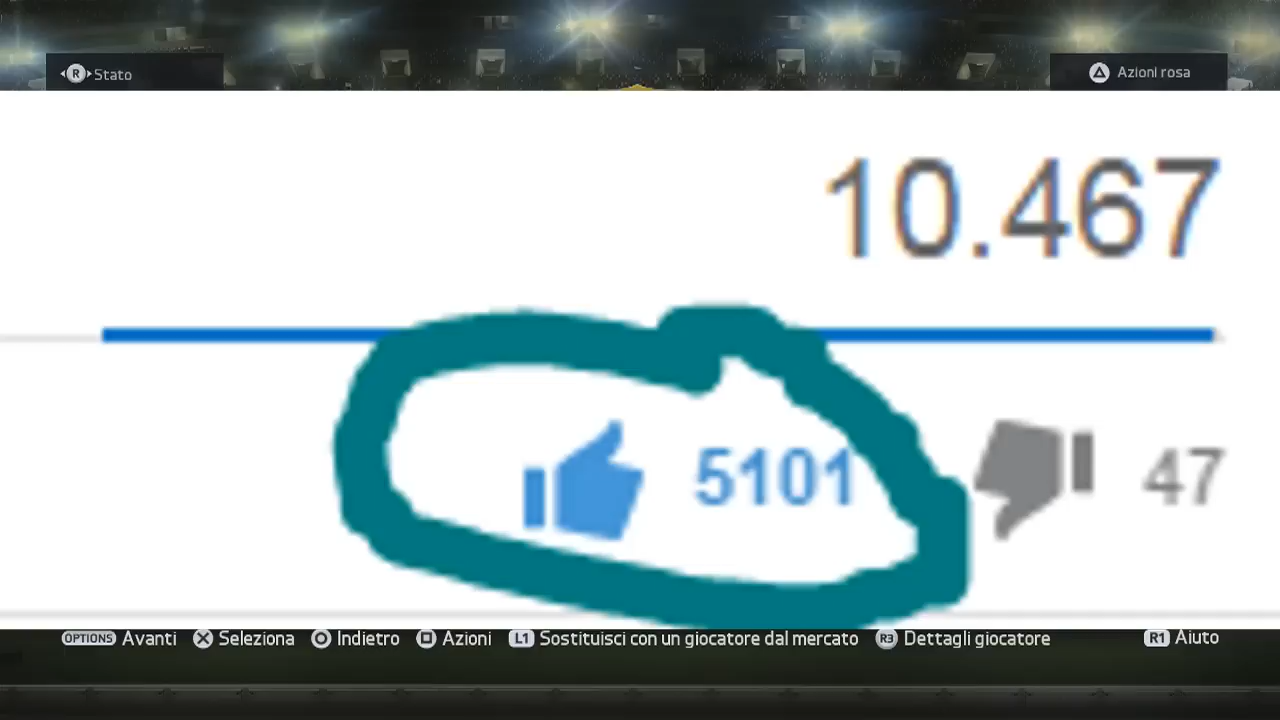 R Stato
Azioni rosa
10.467
5101 47
OPTIONS Avanti Seleziona Indietro Azioni L1 Sostituisci con un giocatore dal mercato R3 Dettagli giocatore R1 Aiuto